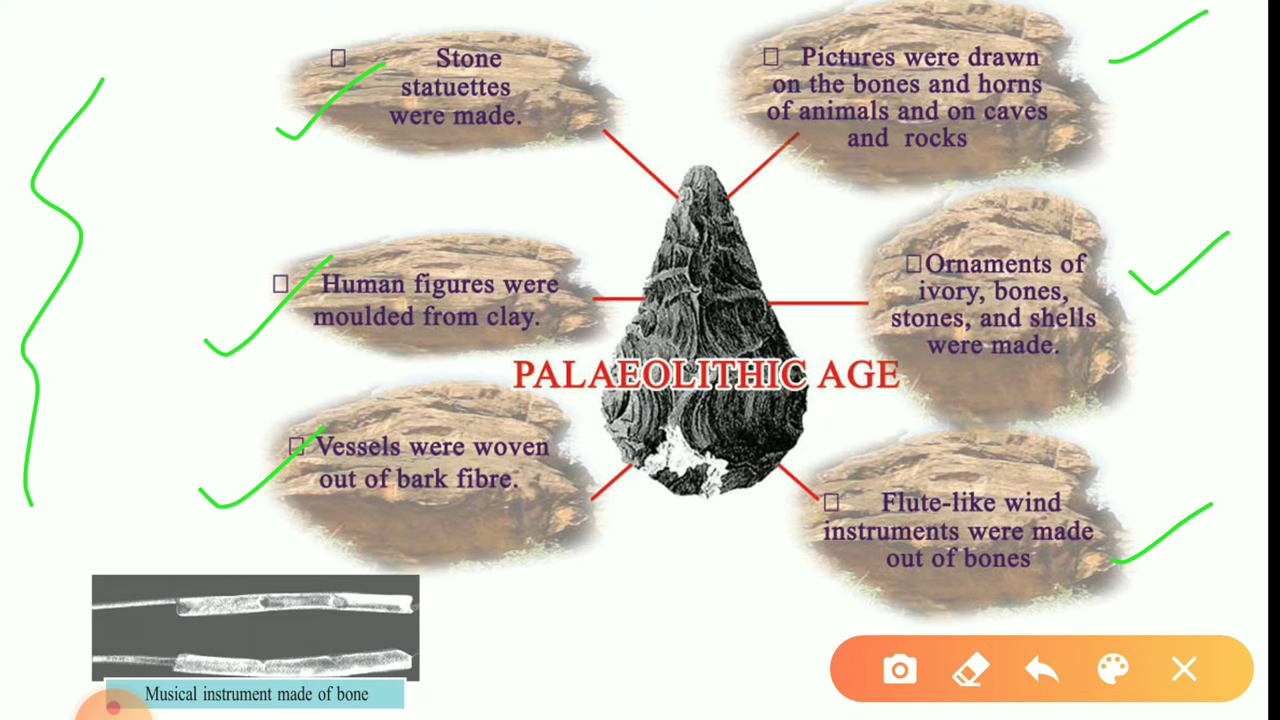 □ Stone
statuettes
were made.
□ Pictures were drawn
on the bones and horns
of animals and on caves
and rocks
□ Human figures were
moulded from clay.
□Ornaments of
ivory, bones,
stones, and shells
were made.
PALAEOLITHIC AGE
□ Vessels were woven
out of bark fibre.
□ Flute-like wind
instruments were made
out of bones
Musical instrument made of bone